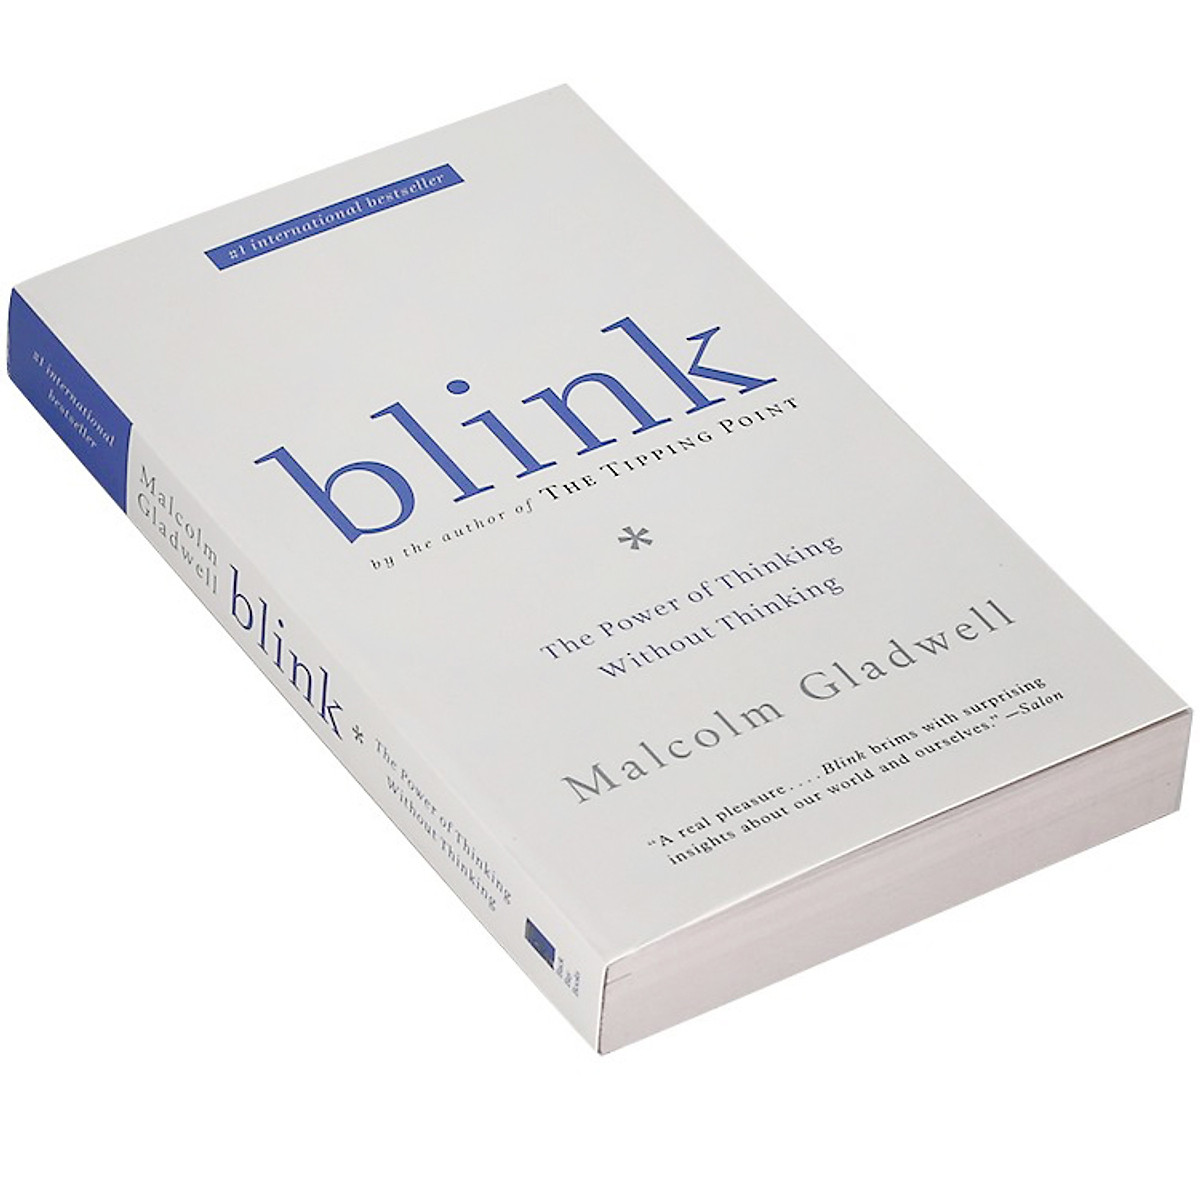 #1 international bestseller
blink
by the author of THE TIPPING POINT
*
The Power of Thinking
Without Thinking
Malcolm Gladwell
“A real pleasure....Blink brims with surprising
insights about our world and ourselves.” —Salon
#1 international
bestseller
Malcolm
Gladwell
blink
*
The Power of Thinking
Without Thinking